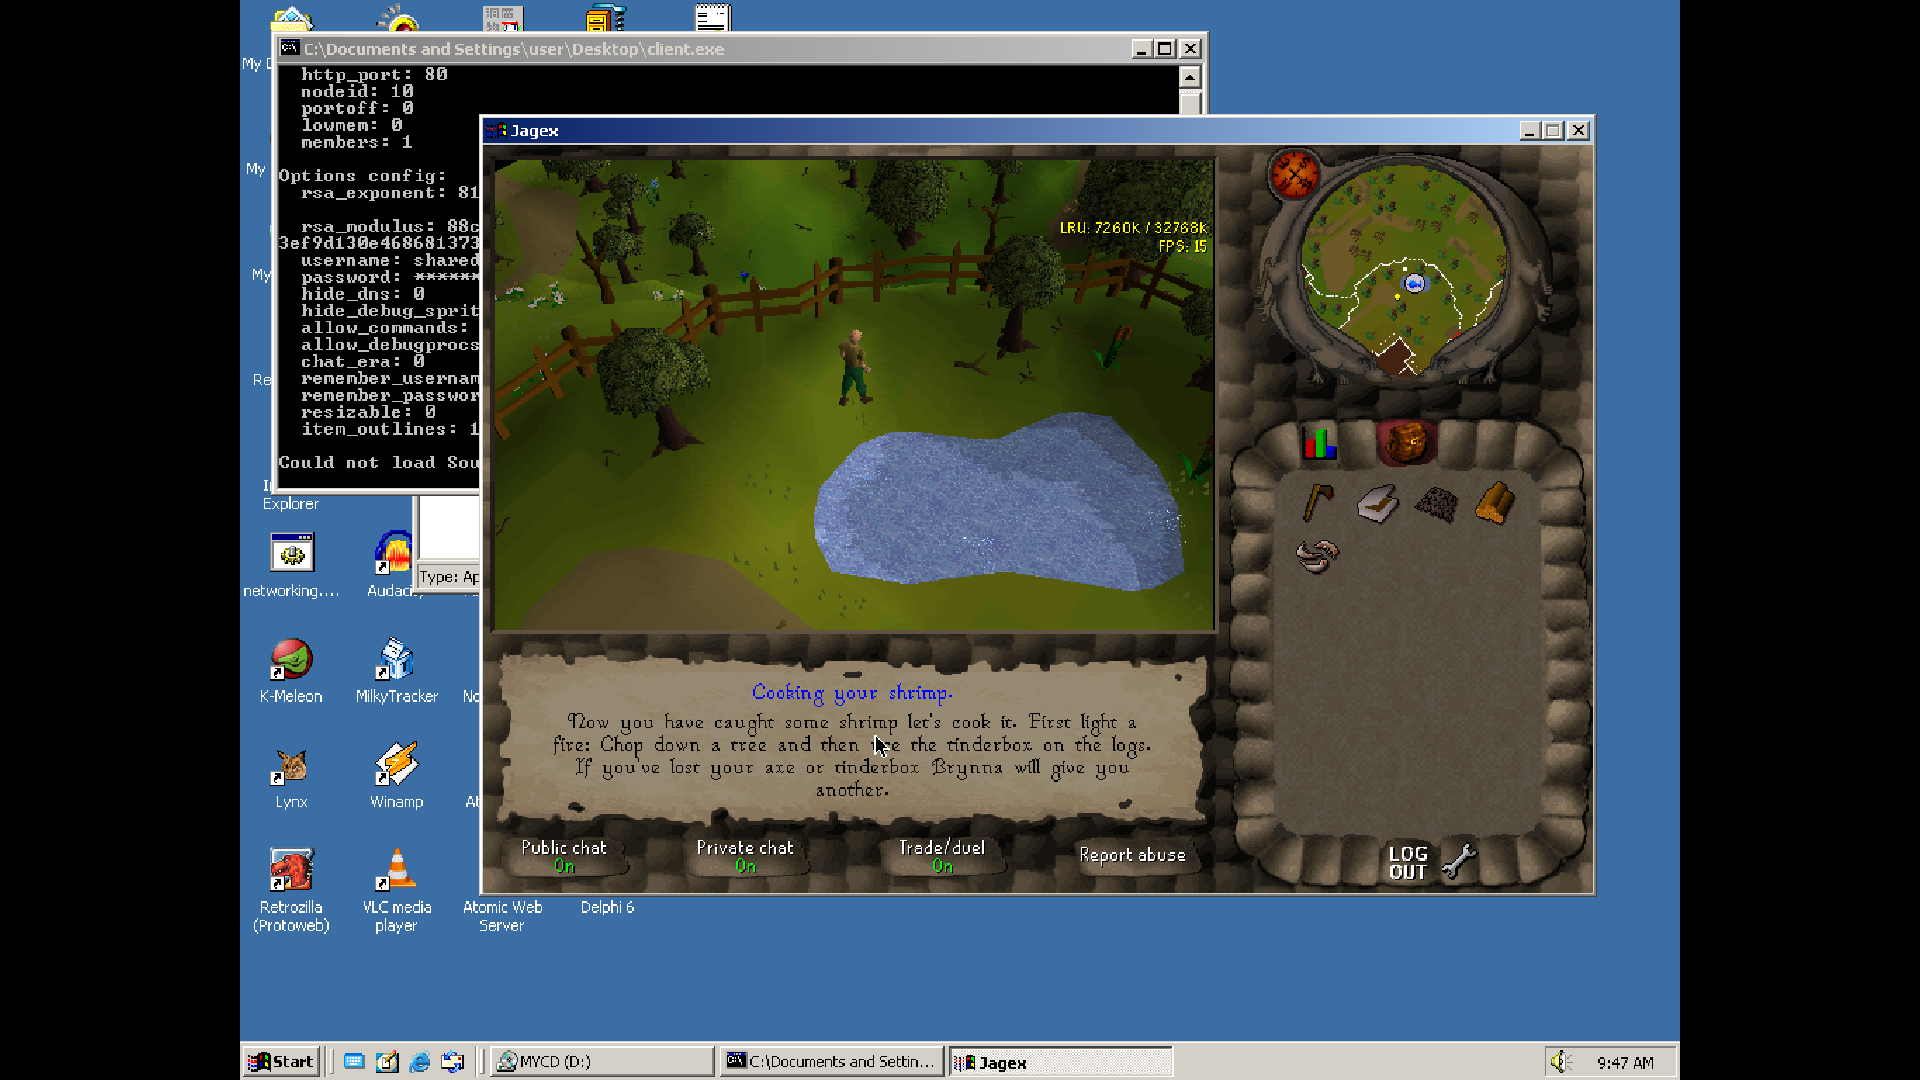 C:\Documents and Settings\user\Desktop\client.exe
http_port: 80
nodeid: 10
portoff: 0
lowmem: 0
members: 1
Options config:
rsa_exponent: 81
rsa_modulus: 88c
3ef9d130e468681373
username: shared
password: ******
hide_dns: 0
hide_debug_sprit
allow_commands:
allow_debugprocs
chat_era: 0
remember_usernam
remember_passwor
resizable: 0
item_outlines: 1
Could not load Sou
Jagex
LRU: 7260K / 32768K
FPS: 15
Cooking your shrimp.
Now you have caught some shrimp let's cook it. First light a
fire: Chop down a tree and then use the tinderbox on the logs.
If you've lost your axe or tinderbox Brynna will give you
another.
Public chat
On
Private chat
On
Trade/duel
On
Report abuse
LOG
OUT
My
My
My
Re
Explorer
Type: Ap
networking....
K-Meleon
MilkyTracker
Lynx
Winamp
Retrozilla
(Protoweb)
VLC media
player
Atomic Web
Server
Delphi 6
Start
MYCD (D:)
C:\Documents and Settin...
Jagex
9:47 AM